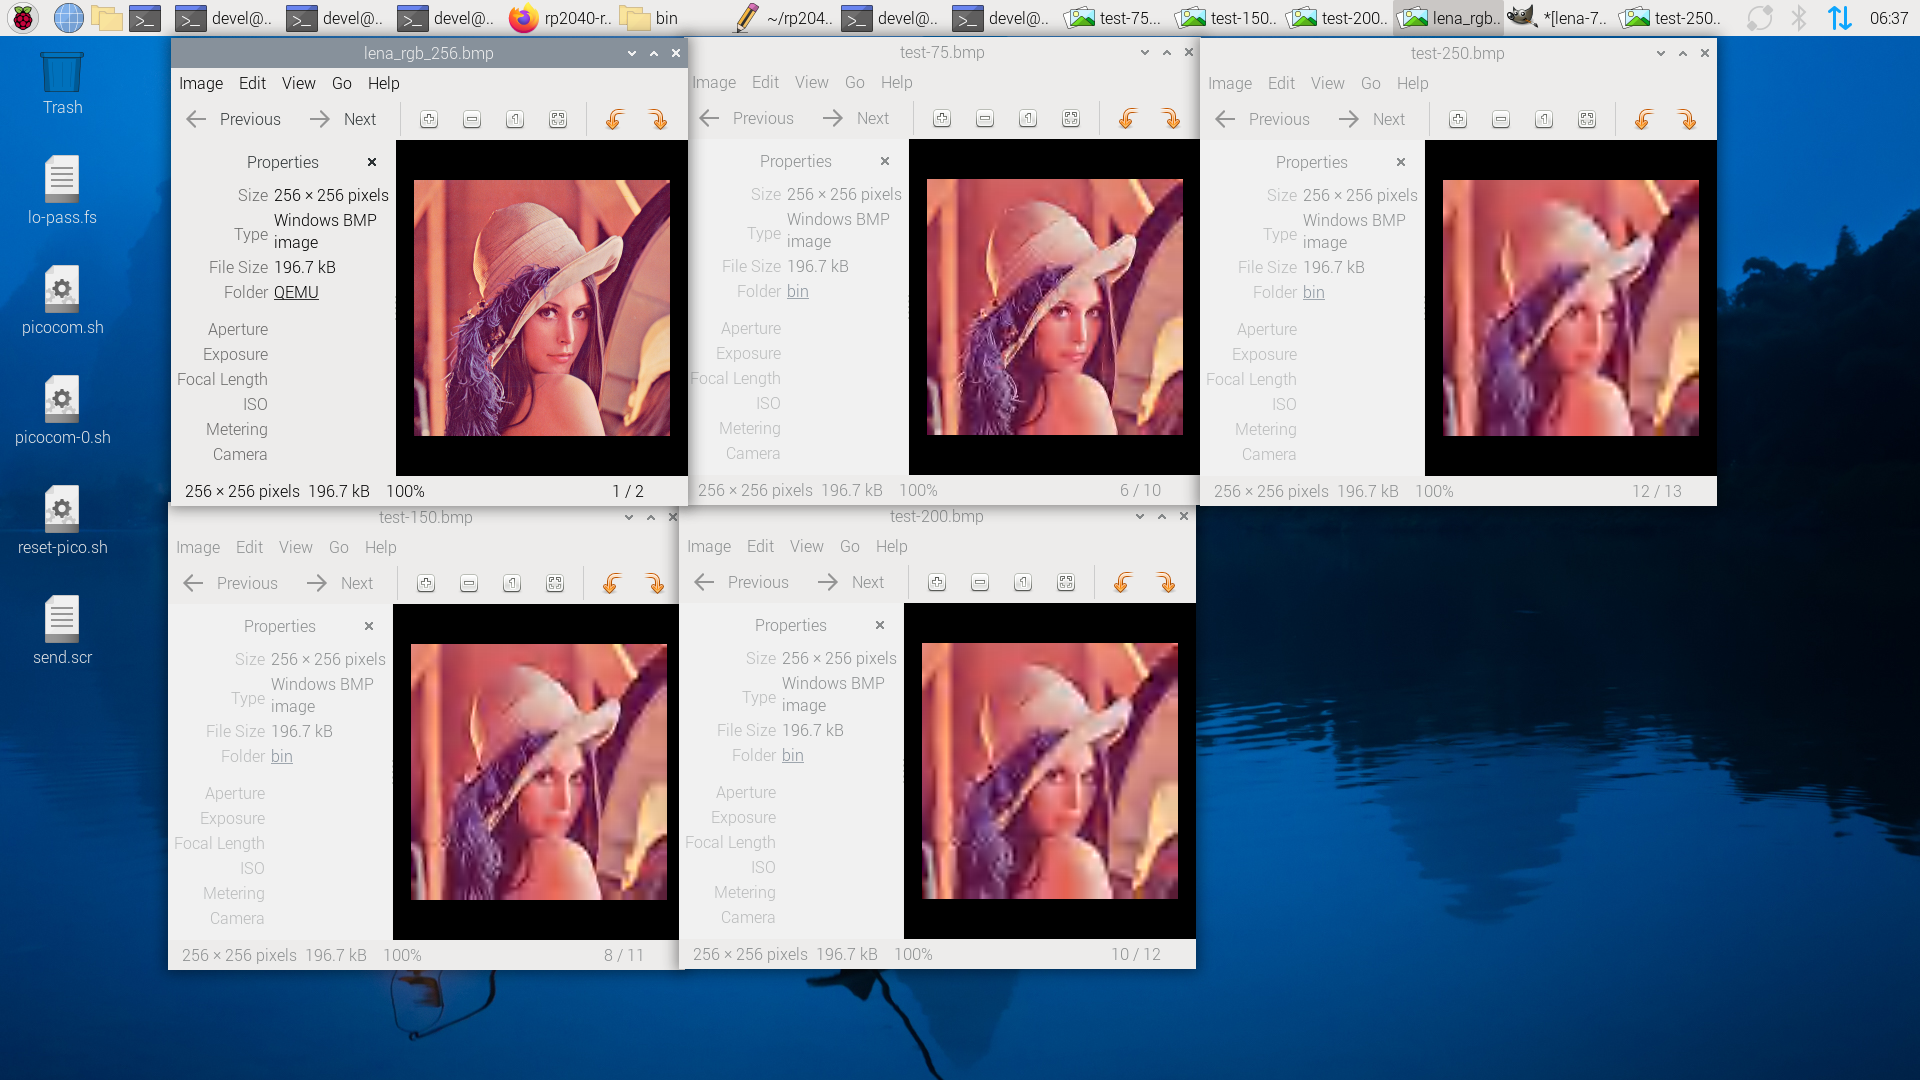 devel@..
devel@..
devel@..
rp2040-r..
bin
~/rp204..
devel@..
devel@..
test-75...
test-150..
test-200..
lena_rgb..
*[lena-7..
test-250..
06:37
Trash
lo-pass.fs
picocom.sh
picocom-0.sh
reset-pico.sh
send.scr
lena_rgb_256.bmp
Image Edit View Go Help
Previous Next
Properties
Size 256 × 256 pixels
Type Windows BMP
image
File Size 196.7 kB
Folder QEMU
Aperture
Exposure
Focal Length
ISO
Metering
Camera
256 × 256 pixels 196.7 kB 100% 1 / 2
test-75.bmp
Image Edit View Go Help
Previous Next
Properties
Size 256 × 256 pixels
Type Windows BMP
image
File Size 196.7 kB
Folder bin
Aperture
Exposure
Focal Length
ISO
Metering
Camera
256 × 256 pixels 196.7 kB 100% 6 / 10
test-250.bmp
Image Edit View Go Help
Previous Next
Properties
Size 256 × 256 pixels
Type Windows BMP
image
File Size 196.7 kB
Folder bin
Aperture
Exposure
Focal Length
ISO
Metering
Camera
256 × 256 pixels 196.7 kB 100% 12 / 13
test-150.bmp
Image Edit View Go Help
Previous Next
Properties
Size 256 × 256 pixels
Type Windows BMP
image
File Size 196.7 kB
Folder bin
Aperture
Exposure
Focal Length
ISO
Metering
Camera
256 × 256 pixels 196.7 kB 100% 8 / 11
test-200.bmp
Image Edit View Go Help
Previous Next
Properties
Size 256 × 256 pixels
Type Windows BMP
image
File Size 196.7 kB
Folder bin
Aperture
Exposure
Focal Length
ISO
Metering
Camera
256 × 256 pixels 196.7 kB 100% 10 / 12